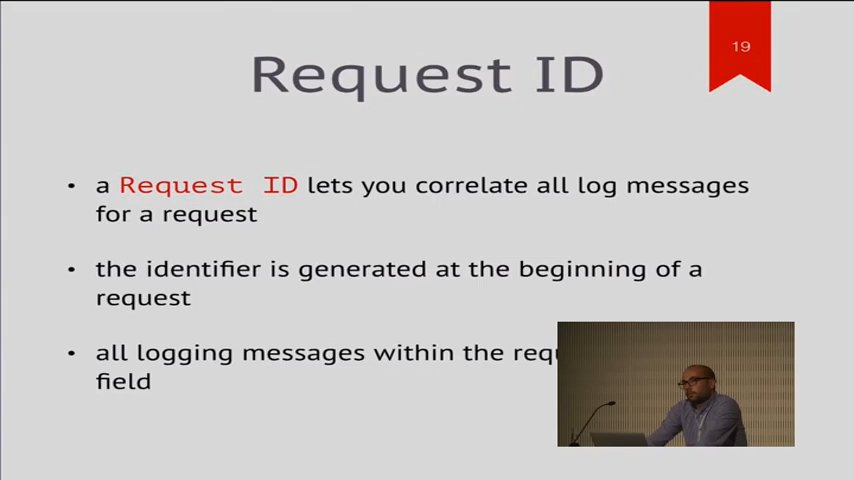 19
Request ID
• a Request ID lets you correlate all log messages
for a request
• the identifier is generated at the beginning of a
request
• all logging messages within the
field